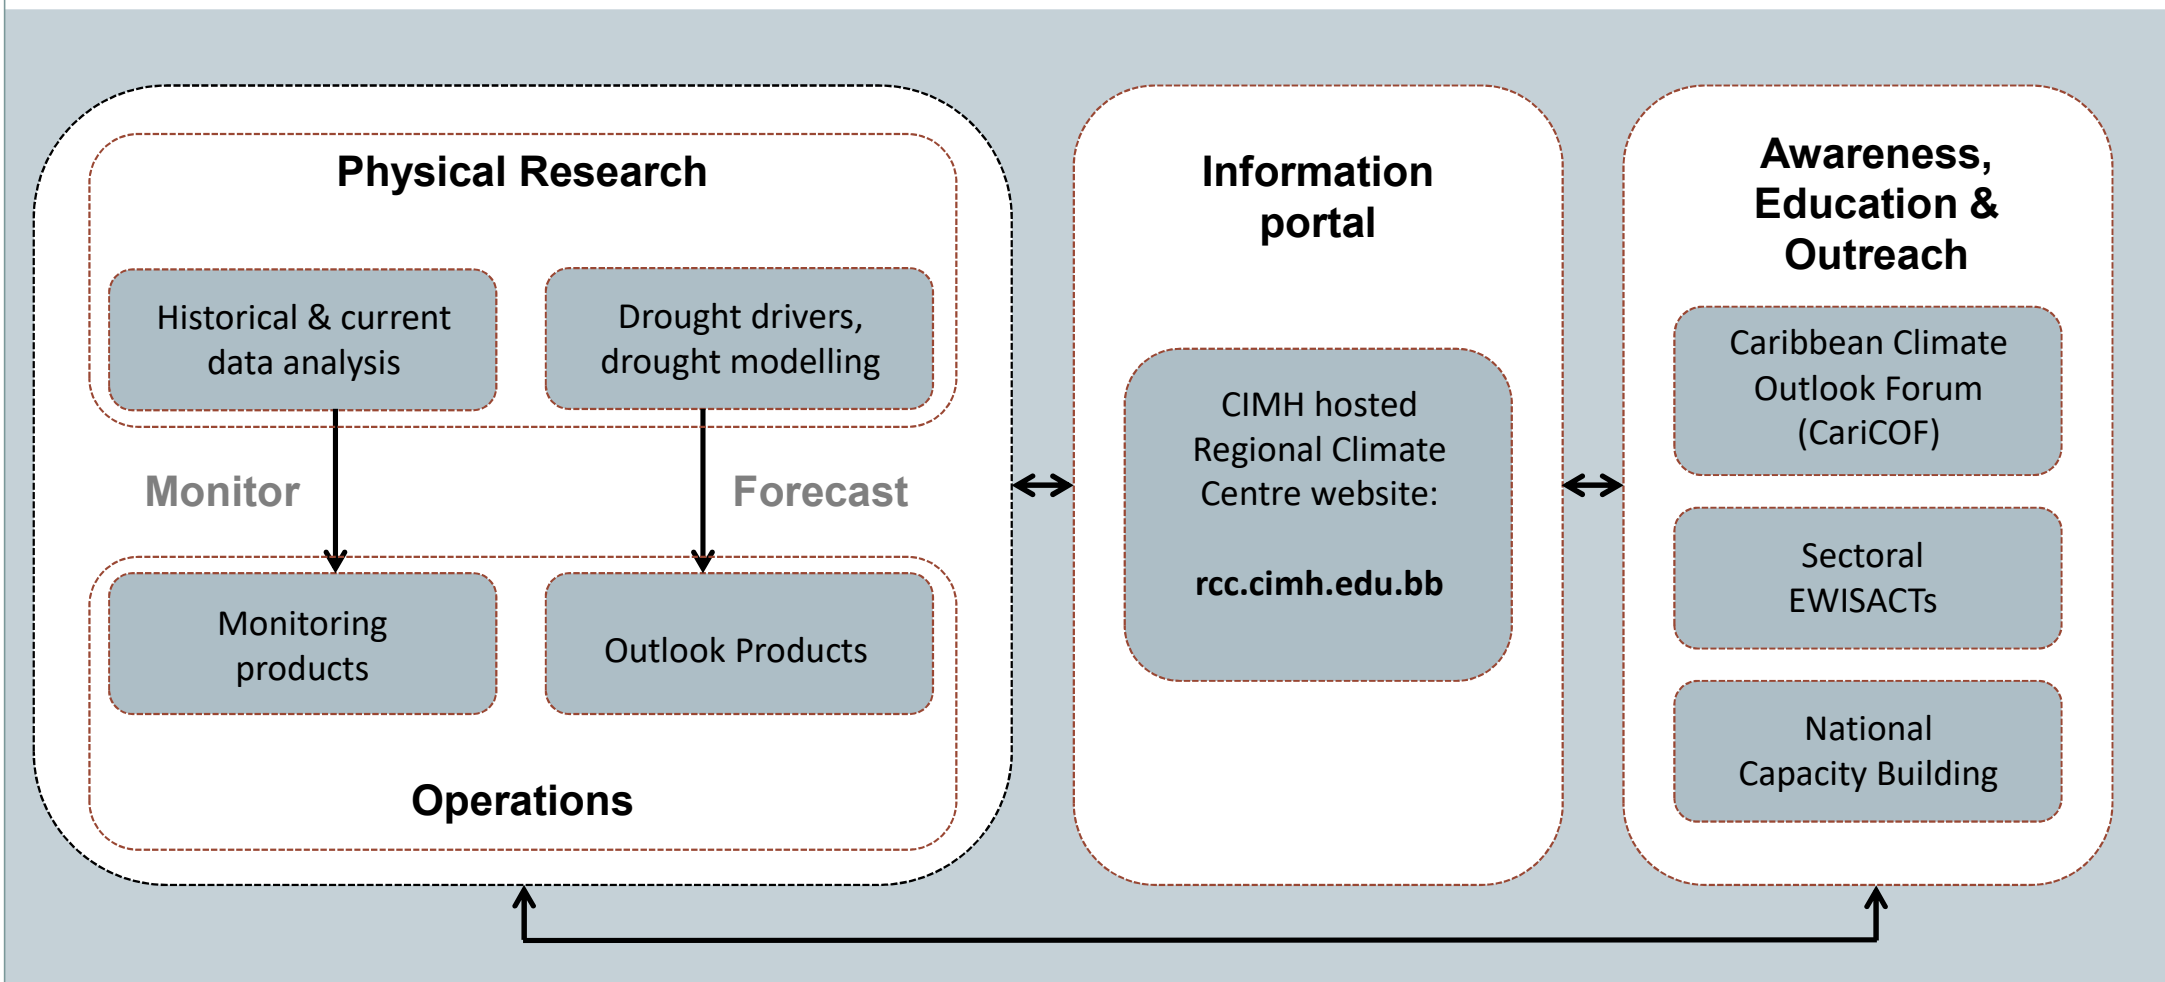 Physical Research
Historical & current
data analysis
Drought drivers,
drought modelling
Monitor
Forecast
Monitoring
products
Outlook Products
Operations
Information
portal
CIMH hosted
Regional Climate
Centre website:
rcc.cimh.edu.bb
Awareness,
Education &
Outreach
Caribbean Climate
Outlook Forum
(CariCOF)
Sectoral
EWISACTs
National
Capacity Building